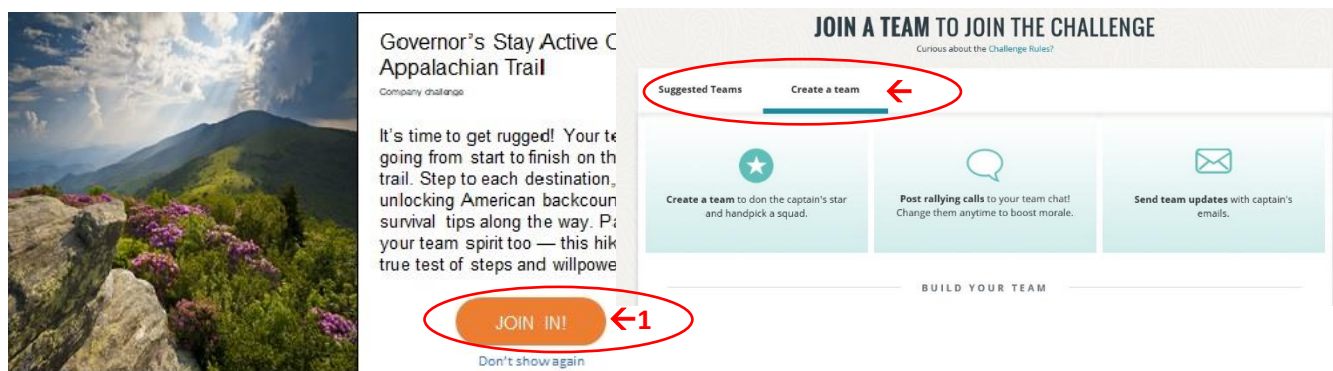 Governor's Stay Active C
Appalachian Trail
Company challenge
It's time to get rugged! Your te
going from start to finish on th
trail. Step to each destination,
unlocking American backcoun
survival tips along the way. Pa
your team spirit too — this hik
true test of steps and willpowe
JOIN IN!
←1
Don't show again
JOIN A TEAM TO JOIN THE CHALLENGE
Curious about the Challenge Rules?
Suggested Teams
Create a team
←
Create a team to don the captain's star
and handpick a squad.
Post rallying calls to your team chat!
Change them anytime to boost morale.
Send team updates with captain's
emails.
BUILD YOUR TEAM